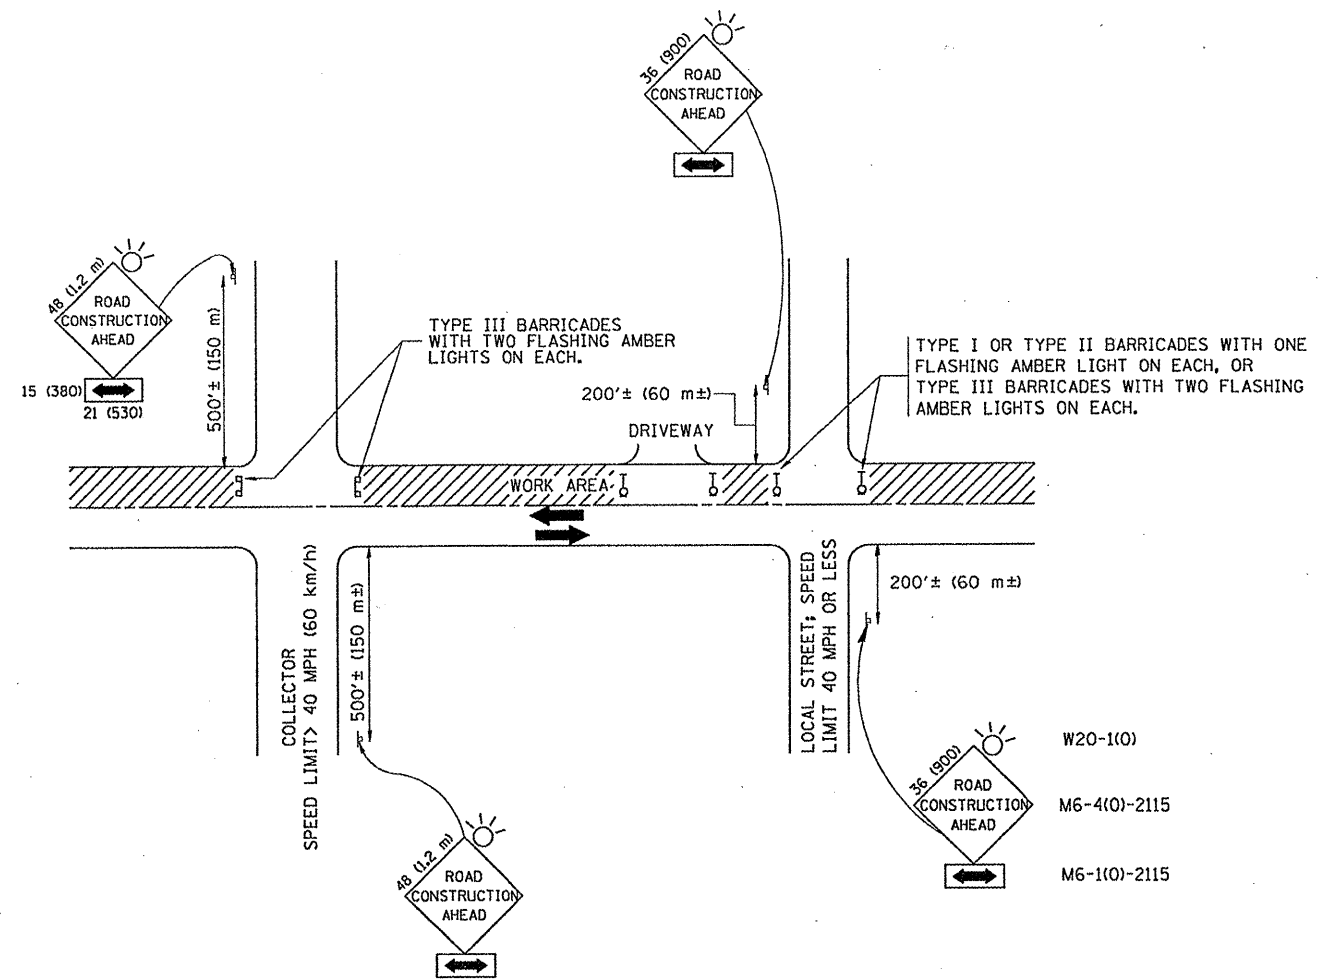 36 (900)
ROAD
CONSTRUCTION
AHEAD
48 (1.2 m)
ROAD
CONSTRUCTION
AHEAD
15 (380)
21 (530)
500'± (150 m)
TYPE III BARRICADES
WITH TWO FLASHING AMBER
LIGHTS ON EACH.
200'± (60 m±)
DRIVEWAY
TYPE I OR TYPE II BARRICADES WITH ONE
FLASHING AMBER LIGHT ON EACH, OR
TYPE III BARRICADES WITH TWO FLASHING
AMBER LIGHTS ON EACH.
WORK AREA
COLLECTOR
SPEED LIMIT> 40 MPH (60 km/h)
500'± (150 m±)
LOCAL STREET; SPEED
LIMIT 40 MPH OR LESS
200'± (60 m±)
36 (900)
ROAD
CONSTRUCTION
AHEAD
W20-1(O)
M6-4(O)-2115
M6-1(O)-2115
48 (1.2 m)
ROAD
CONSTRUCTION
AHEAD